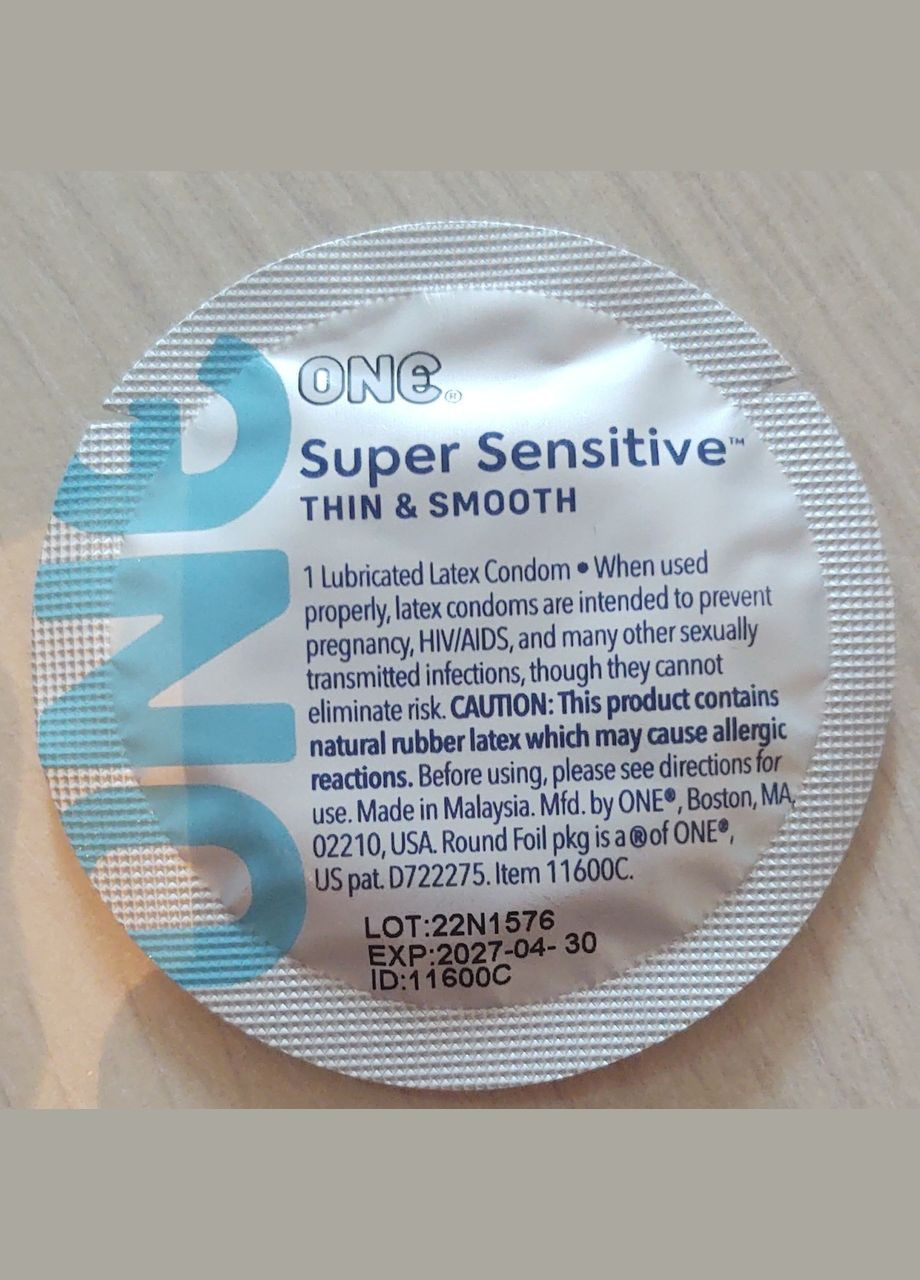 ONE
ONE®
Super Sensitive™
THIN & SMOOTH
1 Lubricated Latex Condom • When used
properly, latex condoms are intended to prevent
pregnancy, HIV/AIDS, and many other sexually
transmitted infections, though they cannot
eliminate risk. CAUTION: This product contains
natural rubber latex which may cause allergic
reactions. Before using, please see directions for
use. Made in Malaysia. Mfd. by ONE®, Boston, MA,
02210, USA. Round Foil pkg is a ® of ONE®,
US pat. D722275. Item 11600C.
LOT:22N1576
EXP:2027-04- 30
ID:11600C